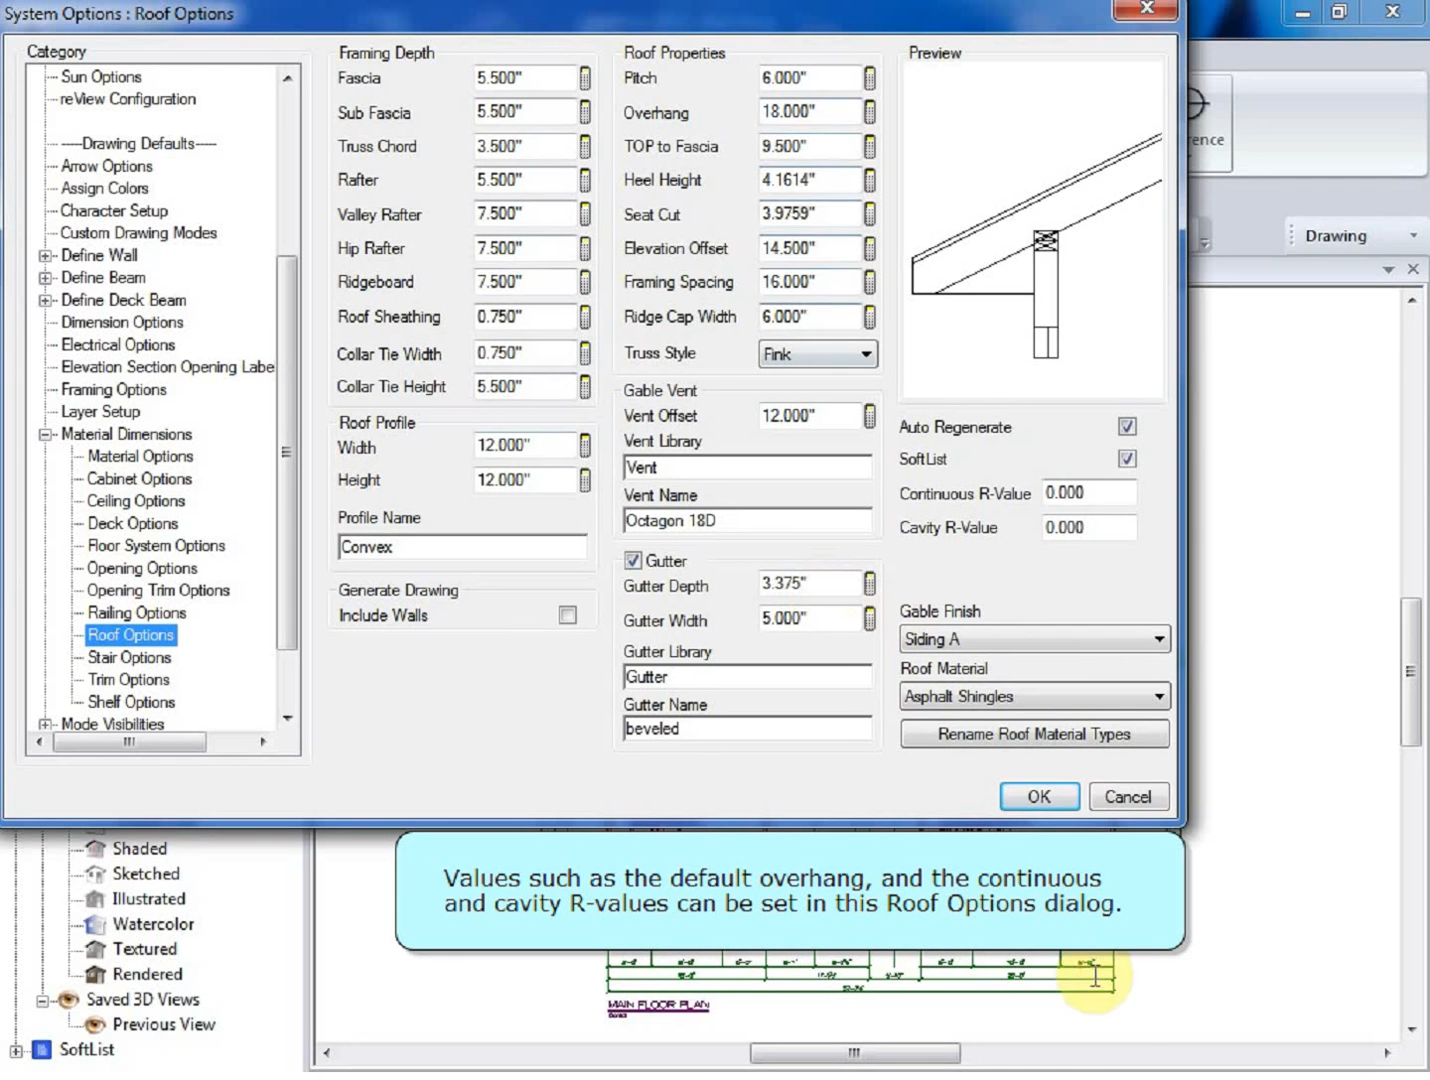 System Options : Roof Options
Category
Sun Options
reView Configuration
-----Drawing Defaults-----
Arrow Options
Assign Colors
Character Setup
Custom Drawing Modes
Define Wall
Define Beam
Define Deck Beam
Dimension Options
Electrical Options
Elevation Section Opening Labe
Framing Options
Layer Setup
Material Dimensions
Material Options
Cabinet Options
Ceiling Options
Deck Options
Floor System Options
Opening Options
Opening Trim Options
Railing Options
Roof Options
Stair Options
Trim Options
Shelf Options
Mode Visibilities
Framing Depth
Fascia 5.500"
Sub Fascia 5.500"
Truss Chord 3.500"
Rafter 5.500"
Valley Rafter 7.500"
Hip Rafter 7.500"
Ridgeboard 7.500"
Roof Sheathing 0.750"
Collar Tie Width 0.750"
Collar Tie Height 5.500"
Roof Profile
Width 12.000"
Height 12.000"
Profile Name
Convex
Generate Drawing
Include Walls
Roof Properties
Pitch 6.000"
Overhang 18.000"
TOP to Fascia 9.500"
Heel Height 4.1614"
Seat Cut 3.9759"
Elevation Offset 14.500"
Framing Spacing 16.000"
Ridge Cap Width 6.000"
Truss Style Fink
Gable Vent
Vent Offset 12.000"
Vent Library
Vent
Vent Name
Octagon 18D
Gutter
Gutter Depth 3.375"
Gutter Width 5.000"
Gutter Library
Gutter
Gutter Name
beveled
Preview
Auto Regenerate
SoftList
Continuous R-Value 0.000
Cavity R-Value 0.000
Gable Finish
Siding A
Roof Material
Asphalt Shingles
Rename Roof Material Types
OK Cancel
rence
Drawing
Values such as the default overhang, and the continuous
and cavity R-values can be set in this Roof Options dialog.
Shaded
Sketched
Illustrated
Watercolor
Textured
Rendered
Saved 3D Views
Previous View
SoftList
MAIN FLOOR PLAN